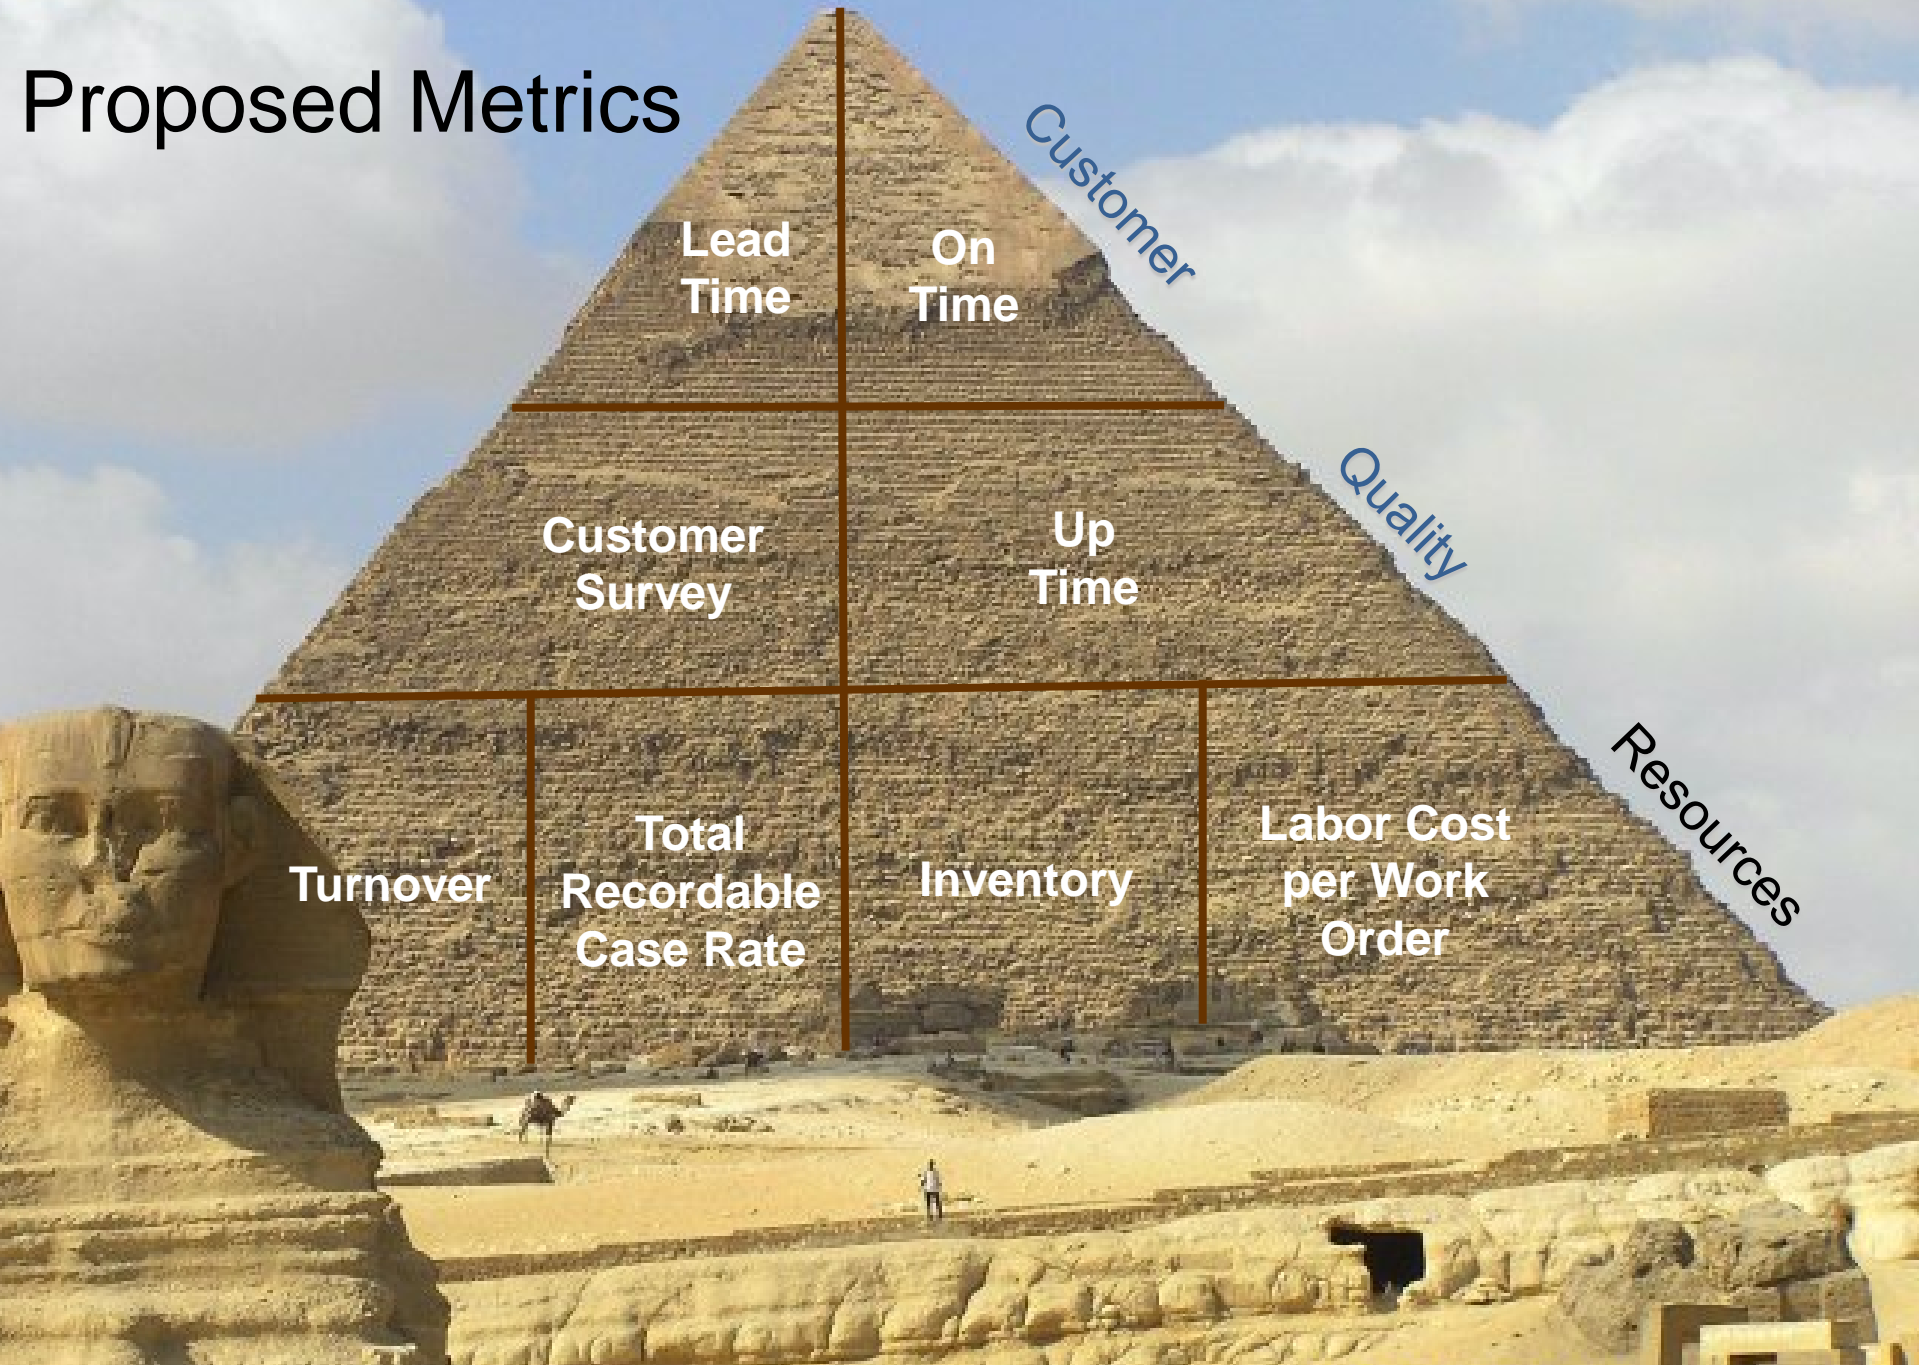 Proposed Metrics
Customer
Lead
Time
On
Time
Quality
Customer
Survey
Up
Time
Resources
Turnover
Total
Recordable
Case Rate
Inventory
Labor Cost
per Work
Order